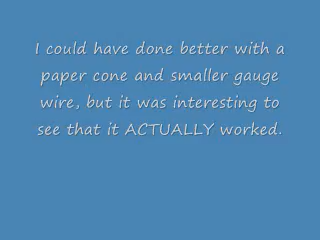 I could have done better with a
paper cone and smaller gauge
wire, but it was interesting to
see that it ACTUALLY worked.